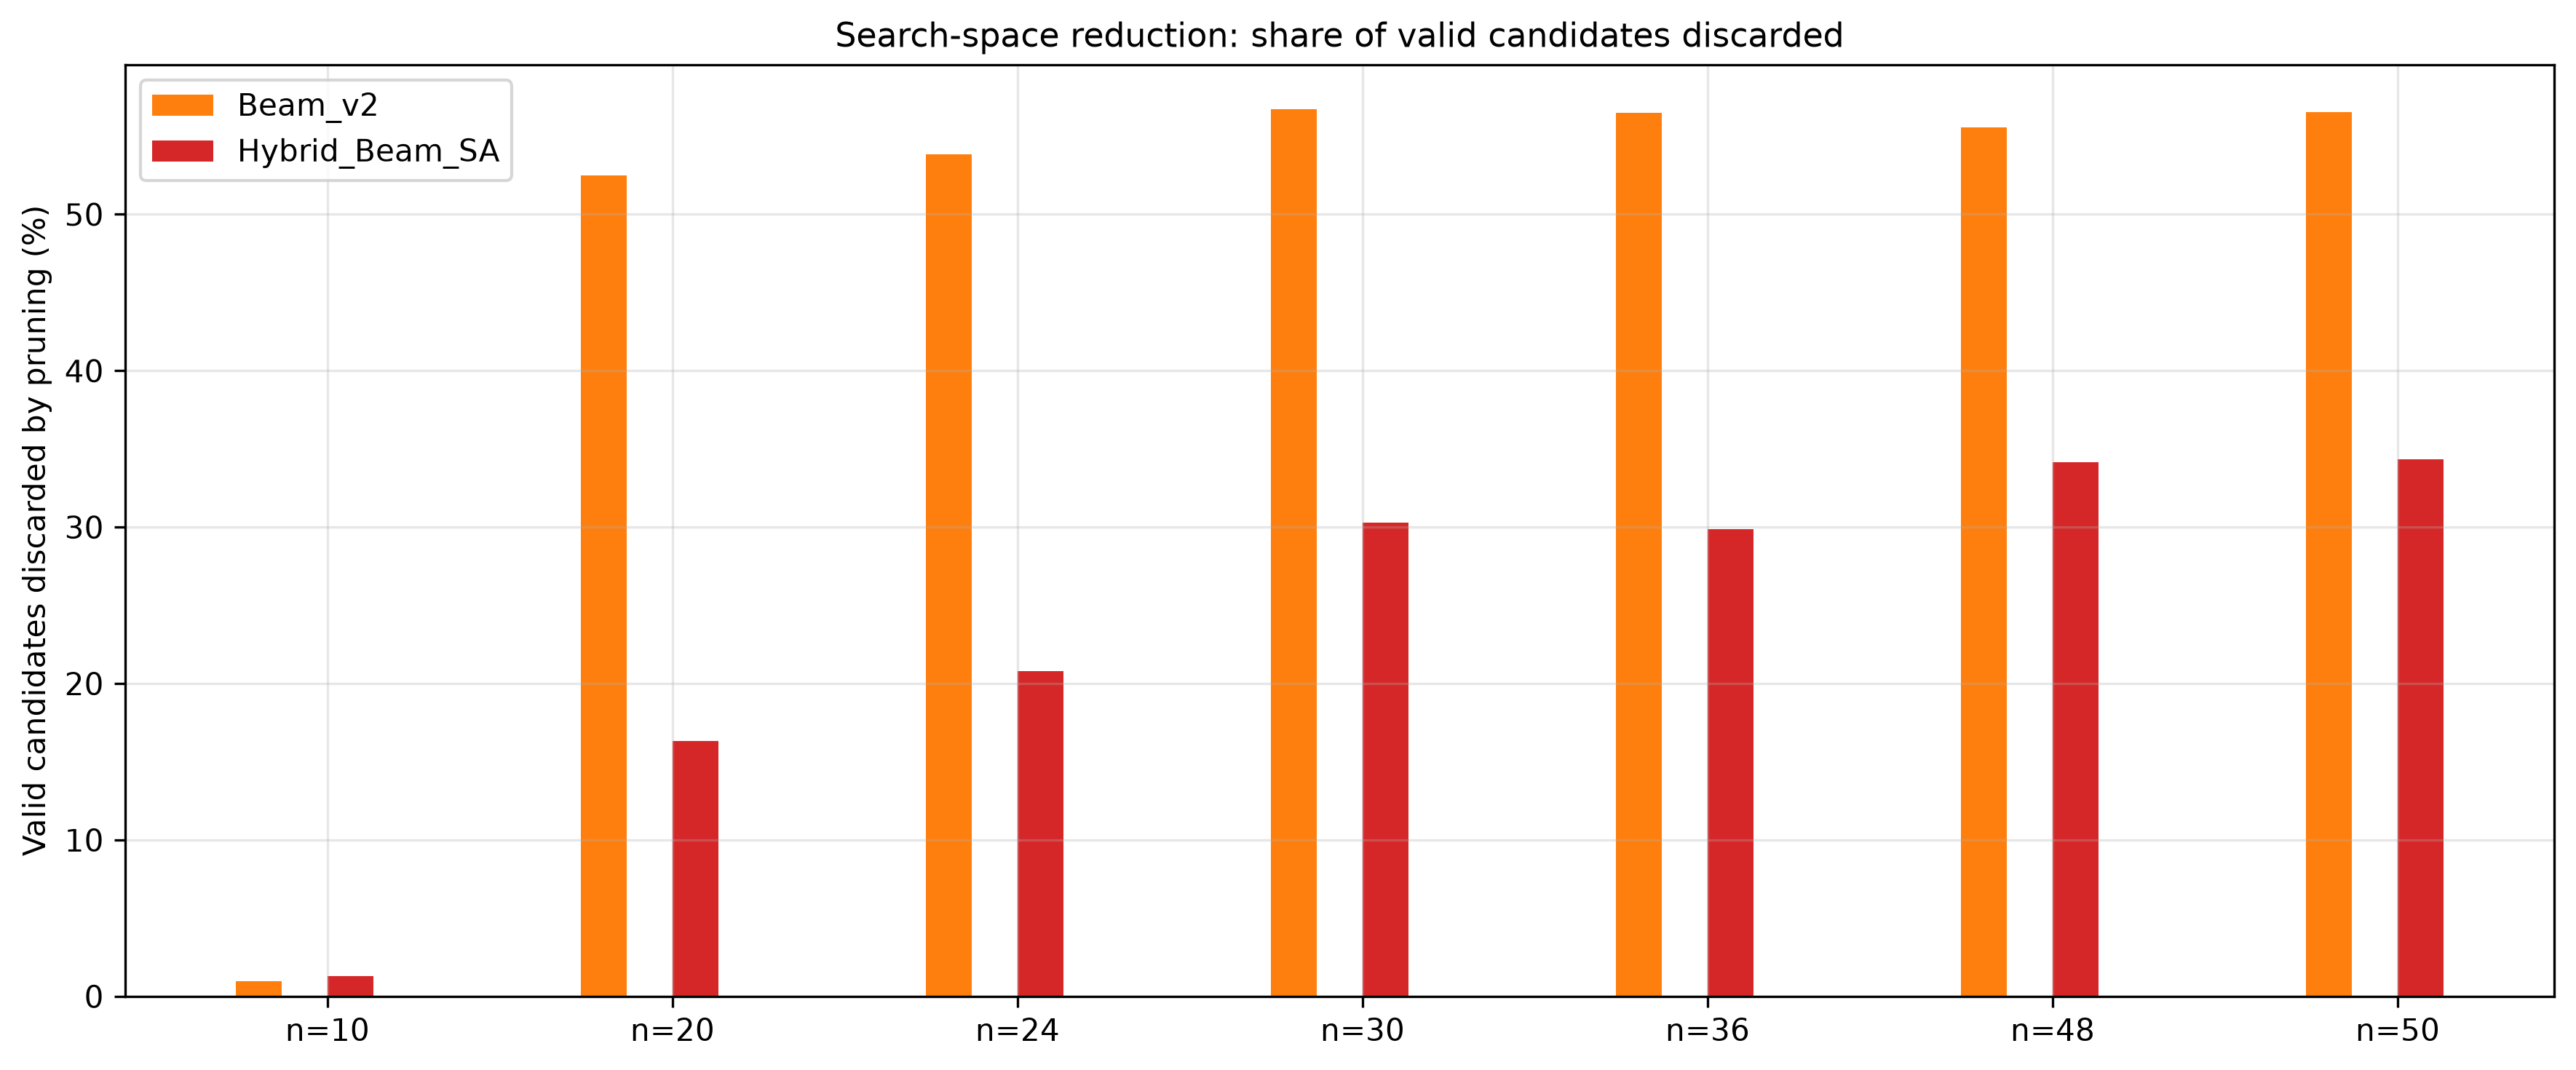 Search-space reduction: share of valid candidates discarded
Beam_v2
Hybrid_Beam_SA
Valid candidates discarded by pruning (%)
50
40
30
20
10
0
n=10
n=20
n=24
n=30
n=36
n=48
n=50